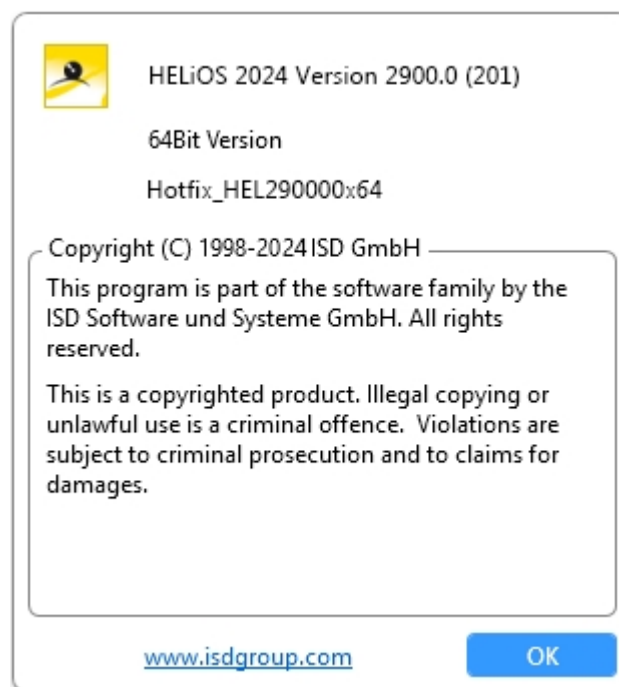 HELiOS 2024 Version 2900.0 (201)
64Bit Version
Hotfix_HEL290000x64
Copyright (C) 1998-2024 ISD GmbH
This program is part of the software family by the
ISD Software und Systeme GmbH. All rights
reserved.
This is a copyrighted product. Illegal copying or
unlawful use is a criminal offence.  Violations are
subject to criminal prosecution and to claims for
damages.
www.isdgroup.com
OK